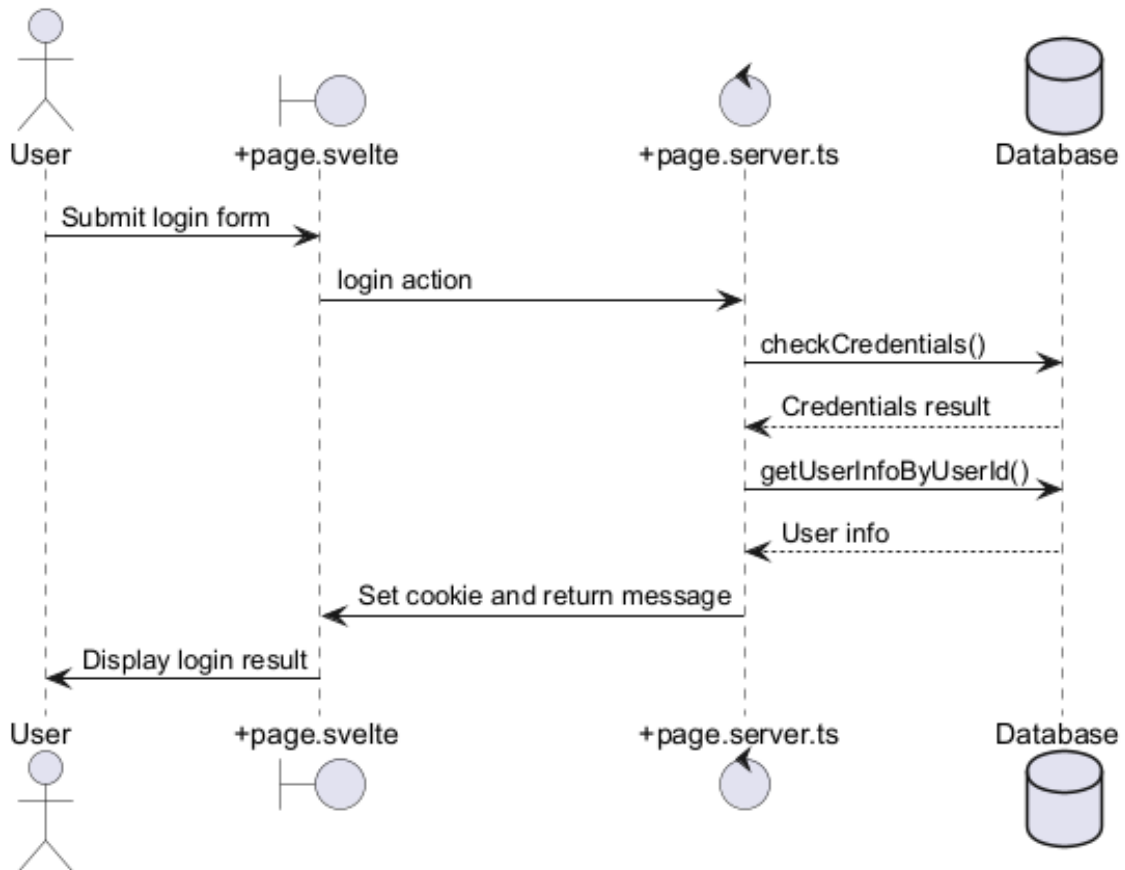 User
+page.svelte
+page.server.ts
Database
Submit login form
login action
checkCredentials()
Credentials result
getUserInfoByUserId()
User info
Set cookie and return message
Display login result
User
+page.svelte
+page.server.ts
Database